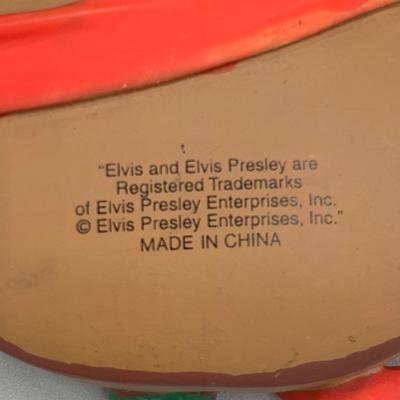 "Elvis and Elvis Presley are
Registered Trademarks
of Elvis Presley Enterprises, Inc.
© Elvis Presley Enterprises, Inc."
MADE IN CHINA